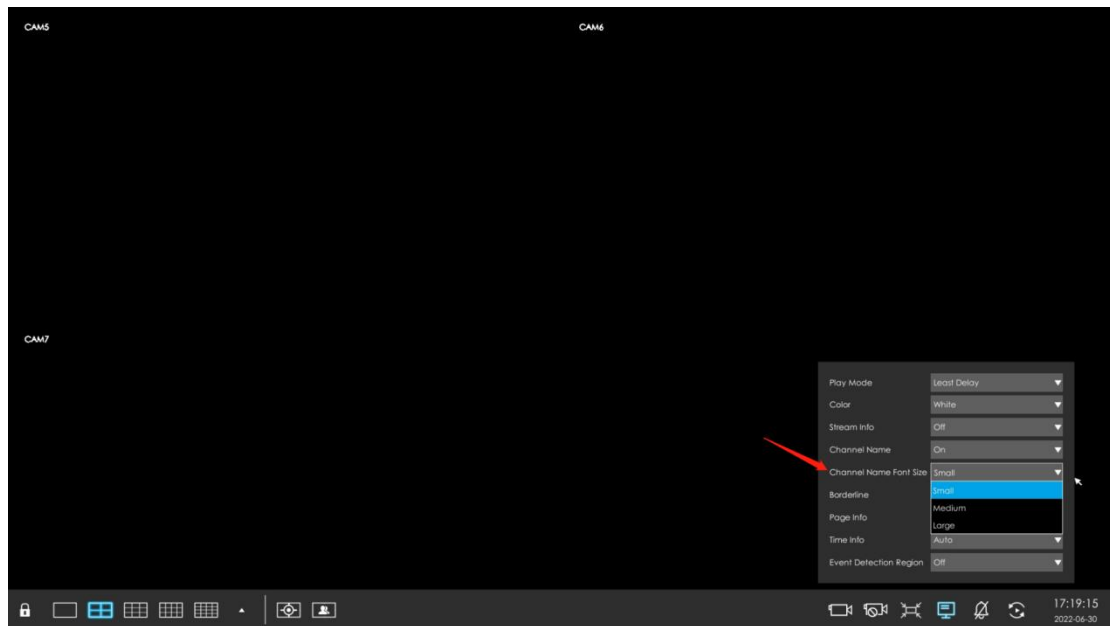 CAM5
CAM6
CAM7
Play Mode Least Delay
Color White
Stream Info Off
Channel Name On
Channel Name Font Size Small
Small
Borderline
Medium
Page Info
Large
Time Info Auto
Event Detection Region Off
17:19:15
2022-06-30